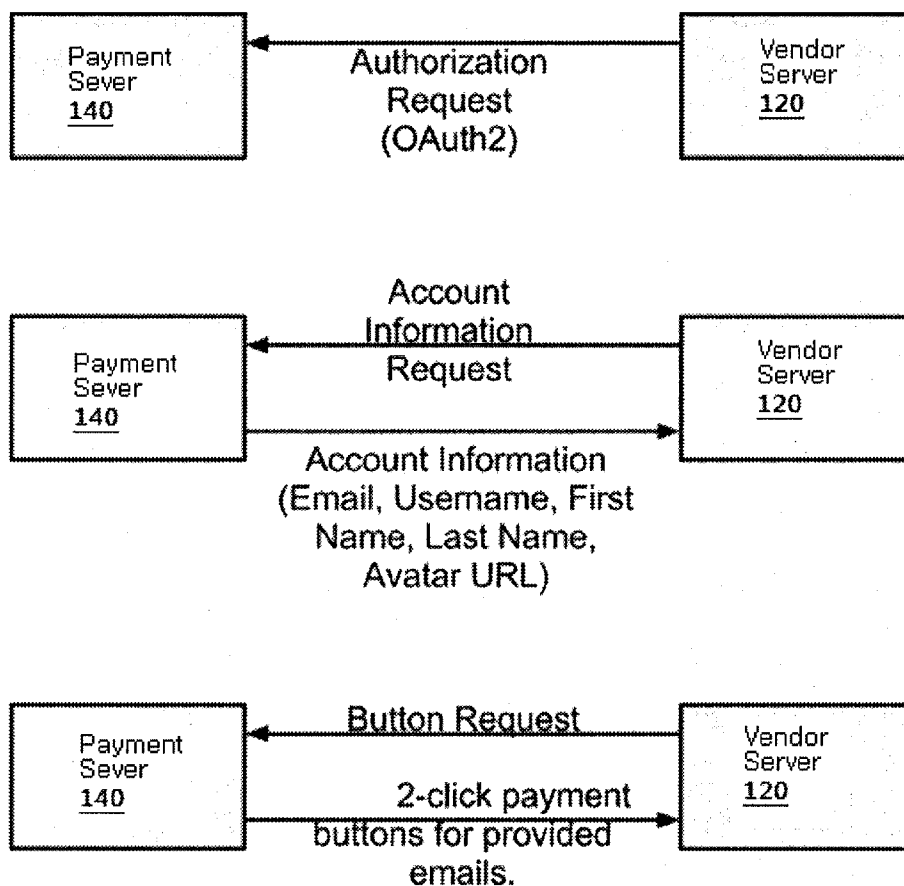 Payment
Sever
140
Authorization
Request
(OAuth2)
Vendor
Server
120
Payment
Sever
140
Account
Information
Request
Account Information
(Email, Username, First
Name, Last Name,
Avatar URL)
Vendor
Server
120
Payment
Sever
140
Button Request
2-click payment
buttons for provided
emails.
Vendor
Server
120